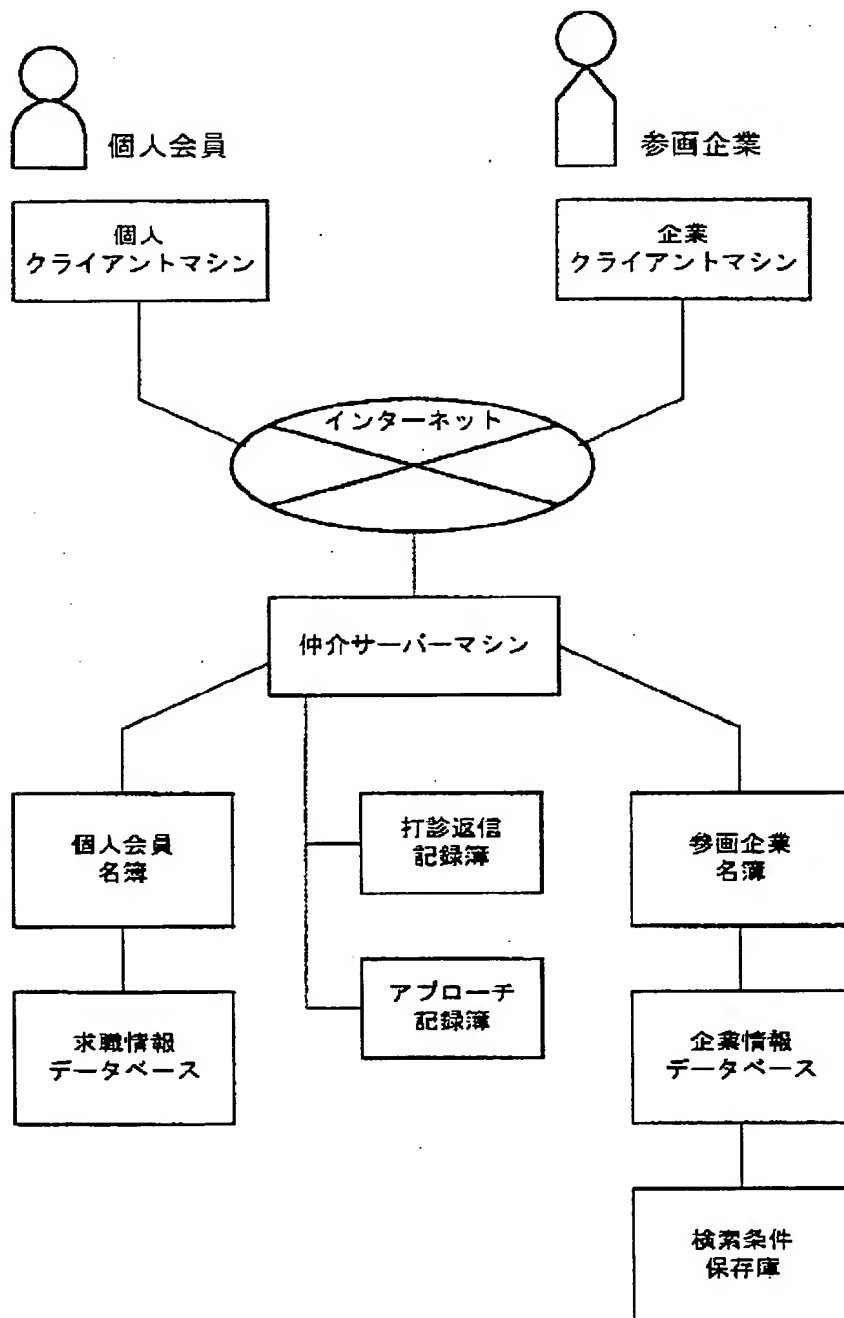 個人会員
参画企業
個人
クライアントマシン
企業
クライアントマシン
インターネット
仲介サーバーマシン
個人会員
名簿
打診返信
記録簿
参画企業
名簿
アプローチ
記録簿
求職情報
データベース
企業情報
データベース
検索条件
保存庫